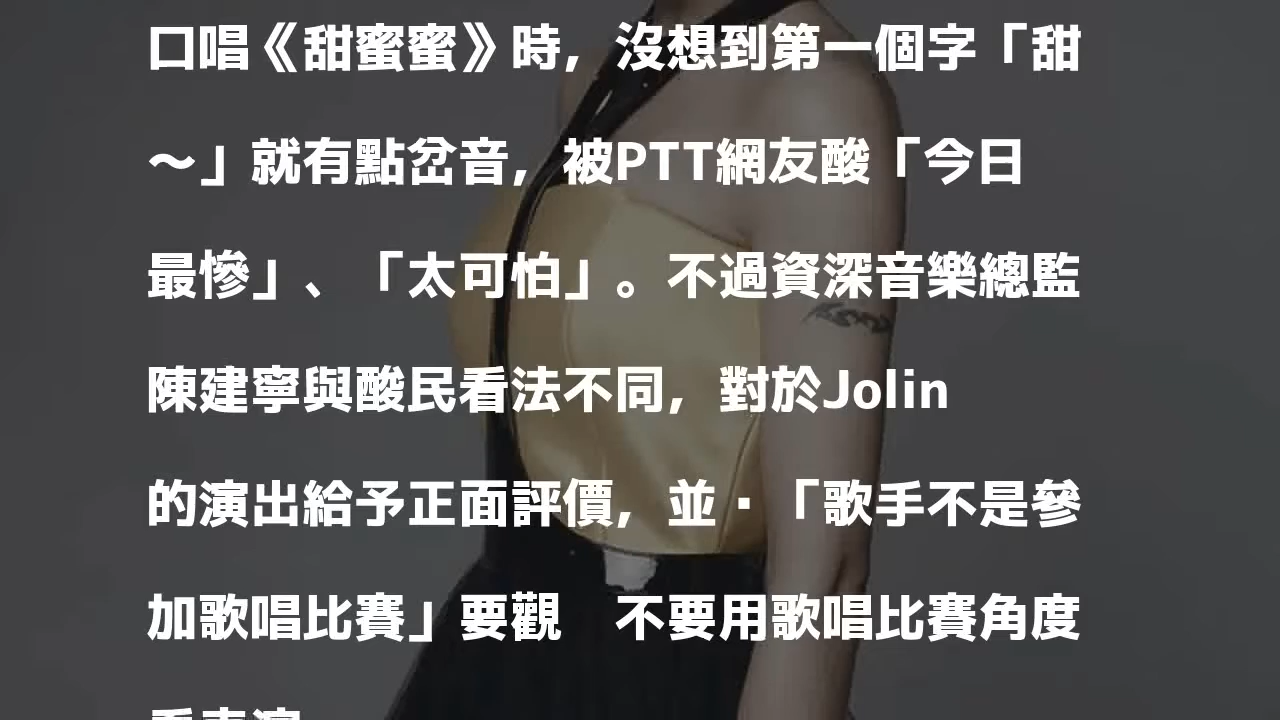 口唱《甜蜜蜜》時，沒想到第一個字「甜
～」就有點岔音，被PTT網友酸「今日
最慘」、「太可怕」。不過資深音樂總監
陳建寧與酸民看法不同，對於Jolin
的演出給予正面評價，並·「歌手不是參
加歌唱比賽」要觀　不要用歌唱比賽角度